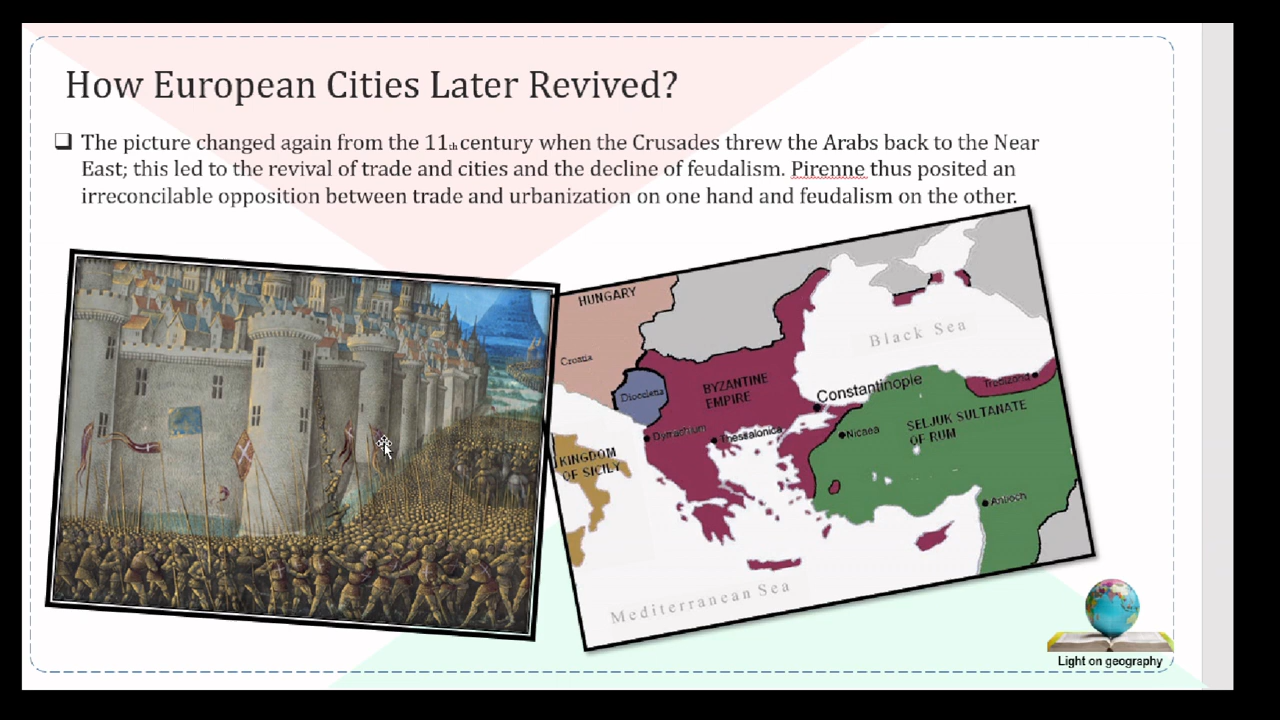 How European Cities Later Revived?
❑ The picture changed again from the 11th century when the Crusades threw the Arabs back to the Near
East; this led to the revival of trade and cities and the decline of feudalism. Pirenne thus posited an
irreconcilable opposition between trade and urbanization on one hand and feudalism on the other.
HUNGARY
Croatia
Diocleia
BYZANTINE
EMPIRE
Black Sea
Constantinople
Trebizond
Dyrrachium
Thessalonica
Nicaea
SELJUK SULTANATE
OF RUM
KINGDOM
OF SICILY
Antioch
Mediterranean Sea
Light on geography